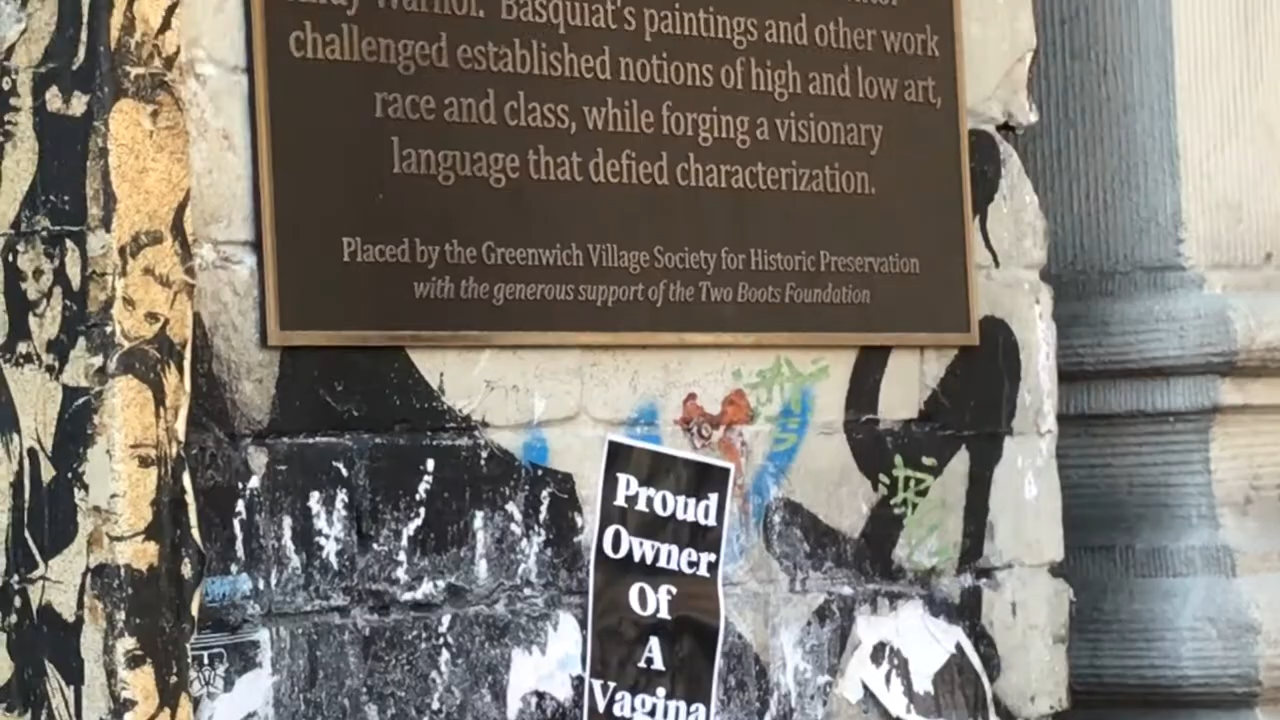 Andy Warhol. Basquiat's paintings and other work
challenged established notions of high and low art,
race and class, while forging a visionary
language that defied characterization.
Placed by the Greenwich Village Society for Historic Preservation
with the generous support of the Two Boots Foundation
Proud
Owner
Of
A
Vagina